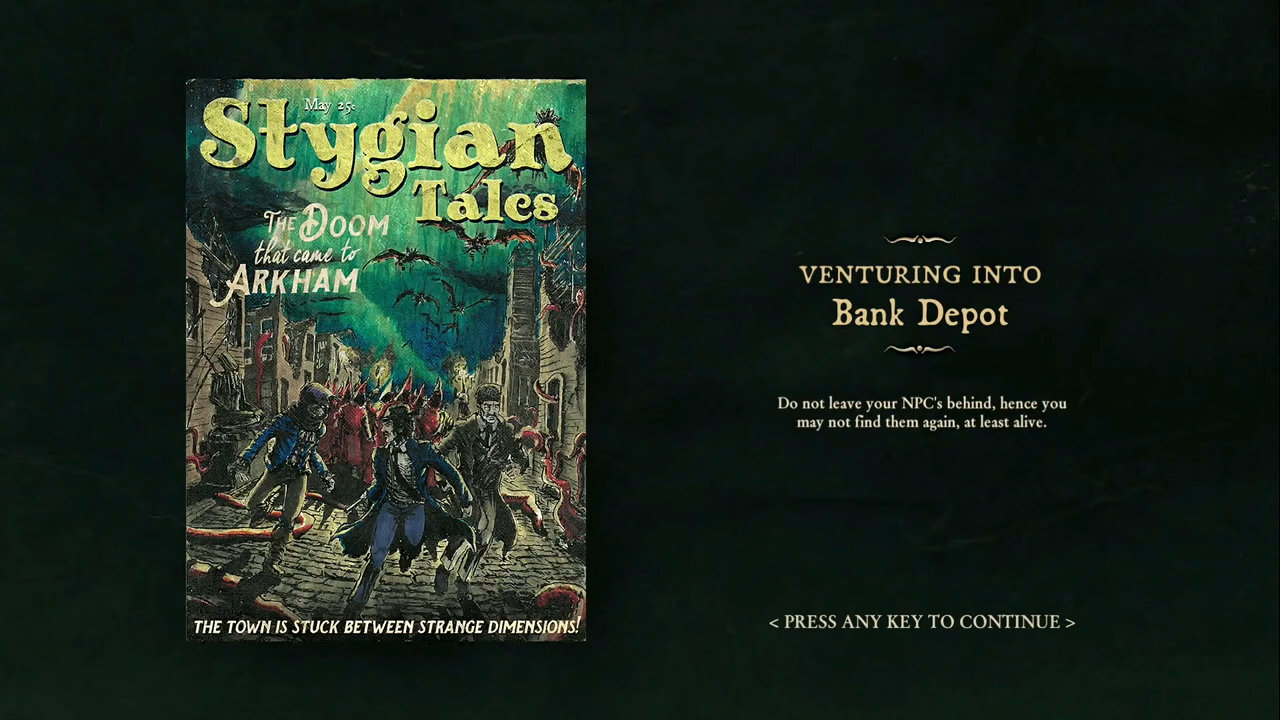 May 25c
Stygian
Tales
THE DOOM
that came to
ARKHAM
THE TOWN IS STUCK BETWEEN STRANGE DIMENSIONS!
VENTURING INTO
Bank Depot
Do not leave your NPC's behind, hence you
may not find them again, at least alive.
< PRESS ANY KEY TO CONTINUE >